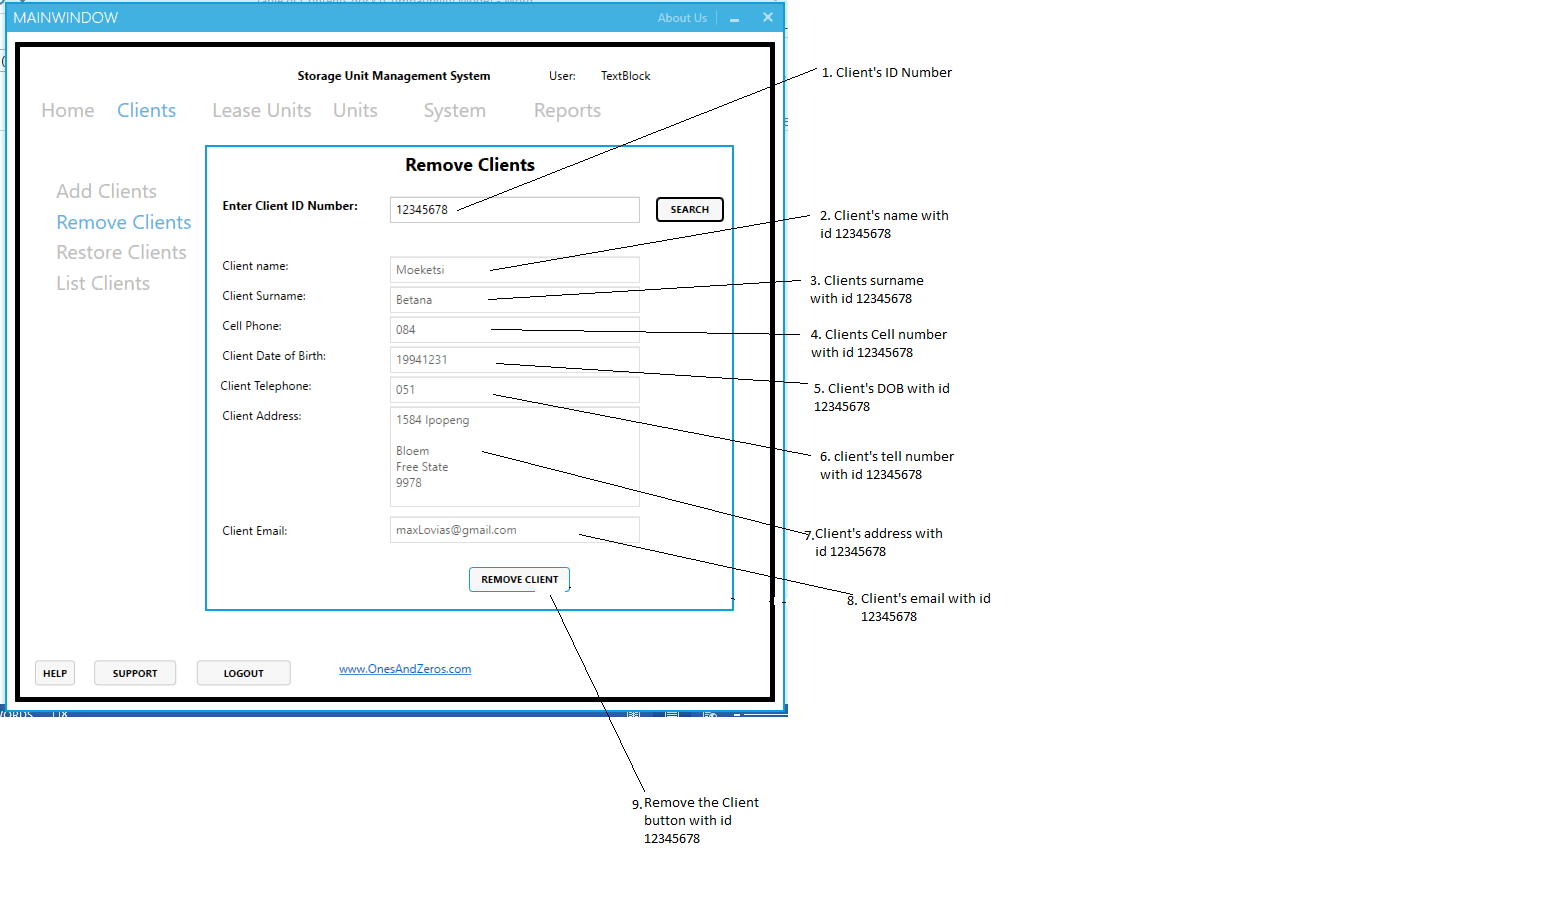 MAINWINDOW
About Us
Storage Unit Management System
User:
TextBlock
Home
Clients
Lease Units
Units
System
Reports
Add Clients
Remove Clients
Restore Clients
List Clients
Remove Clients
Enter Client ID Number:
12345678
SEARCH
Client name:
Moeketsi
Client Surname:
Betana
Cell Phone:
084
Client Date of Birth:
19941231
Client Telephone:
051
Client Address:
1584 Ipopeng
Bloem
Free State
9978
Client Email:
maxLovias@gmail.com
REMOVE CLIENT
HELP
SUPPORT
LOGOUT
www.OnesAndZeros.com
1. Client's ID Number
2. Client's name with
id 12345678
3. Clients surname
with id 12345678
4. Clients Cell number
with id 12345678
5. Client's DOB with id
12345678
6. client's tell number
with id 12345678
7. Client's address with
id 12345678
8. Client's email with id
12345678
9. Remove the Client
button with id
12345678